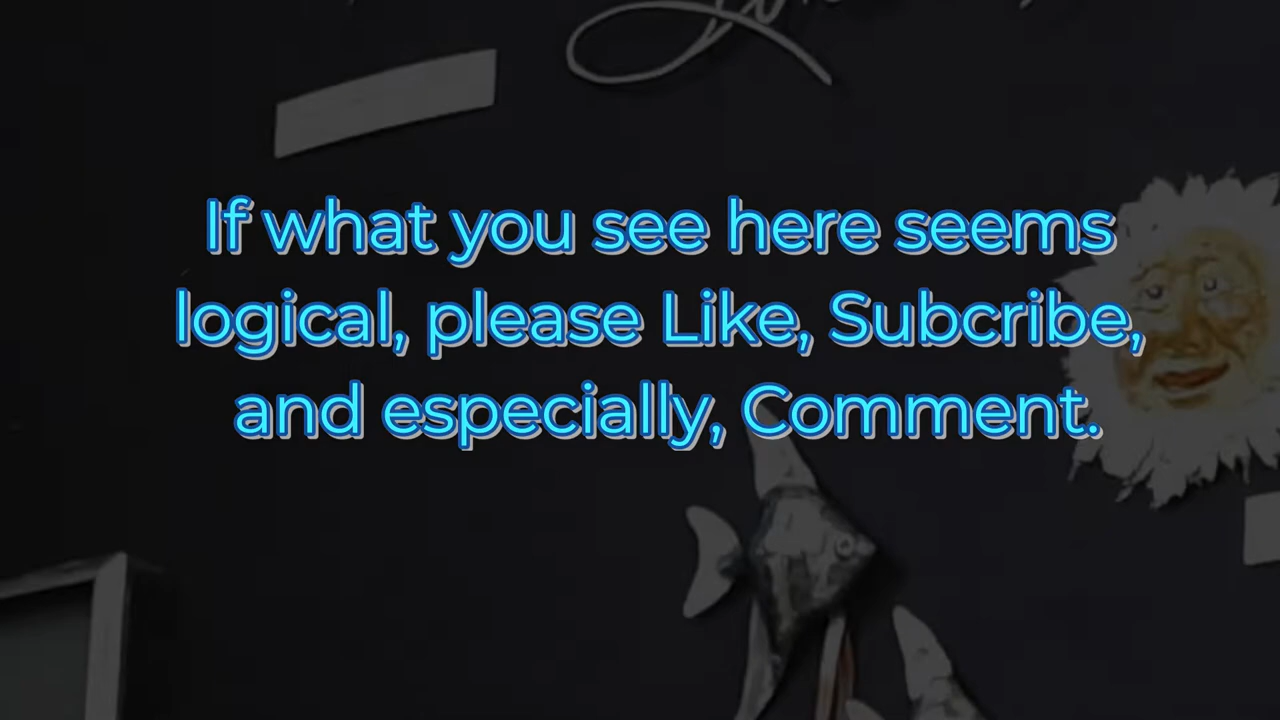 If what you see here seems
logical, please Like, Subcribe,
and especially, Comment.